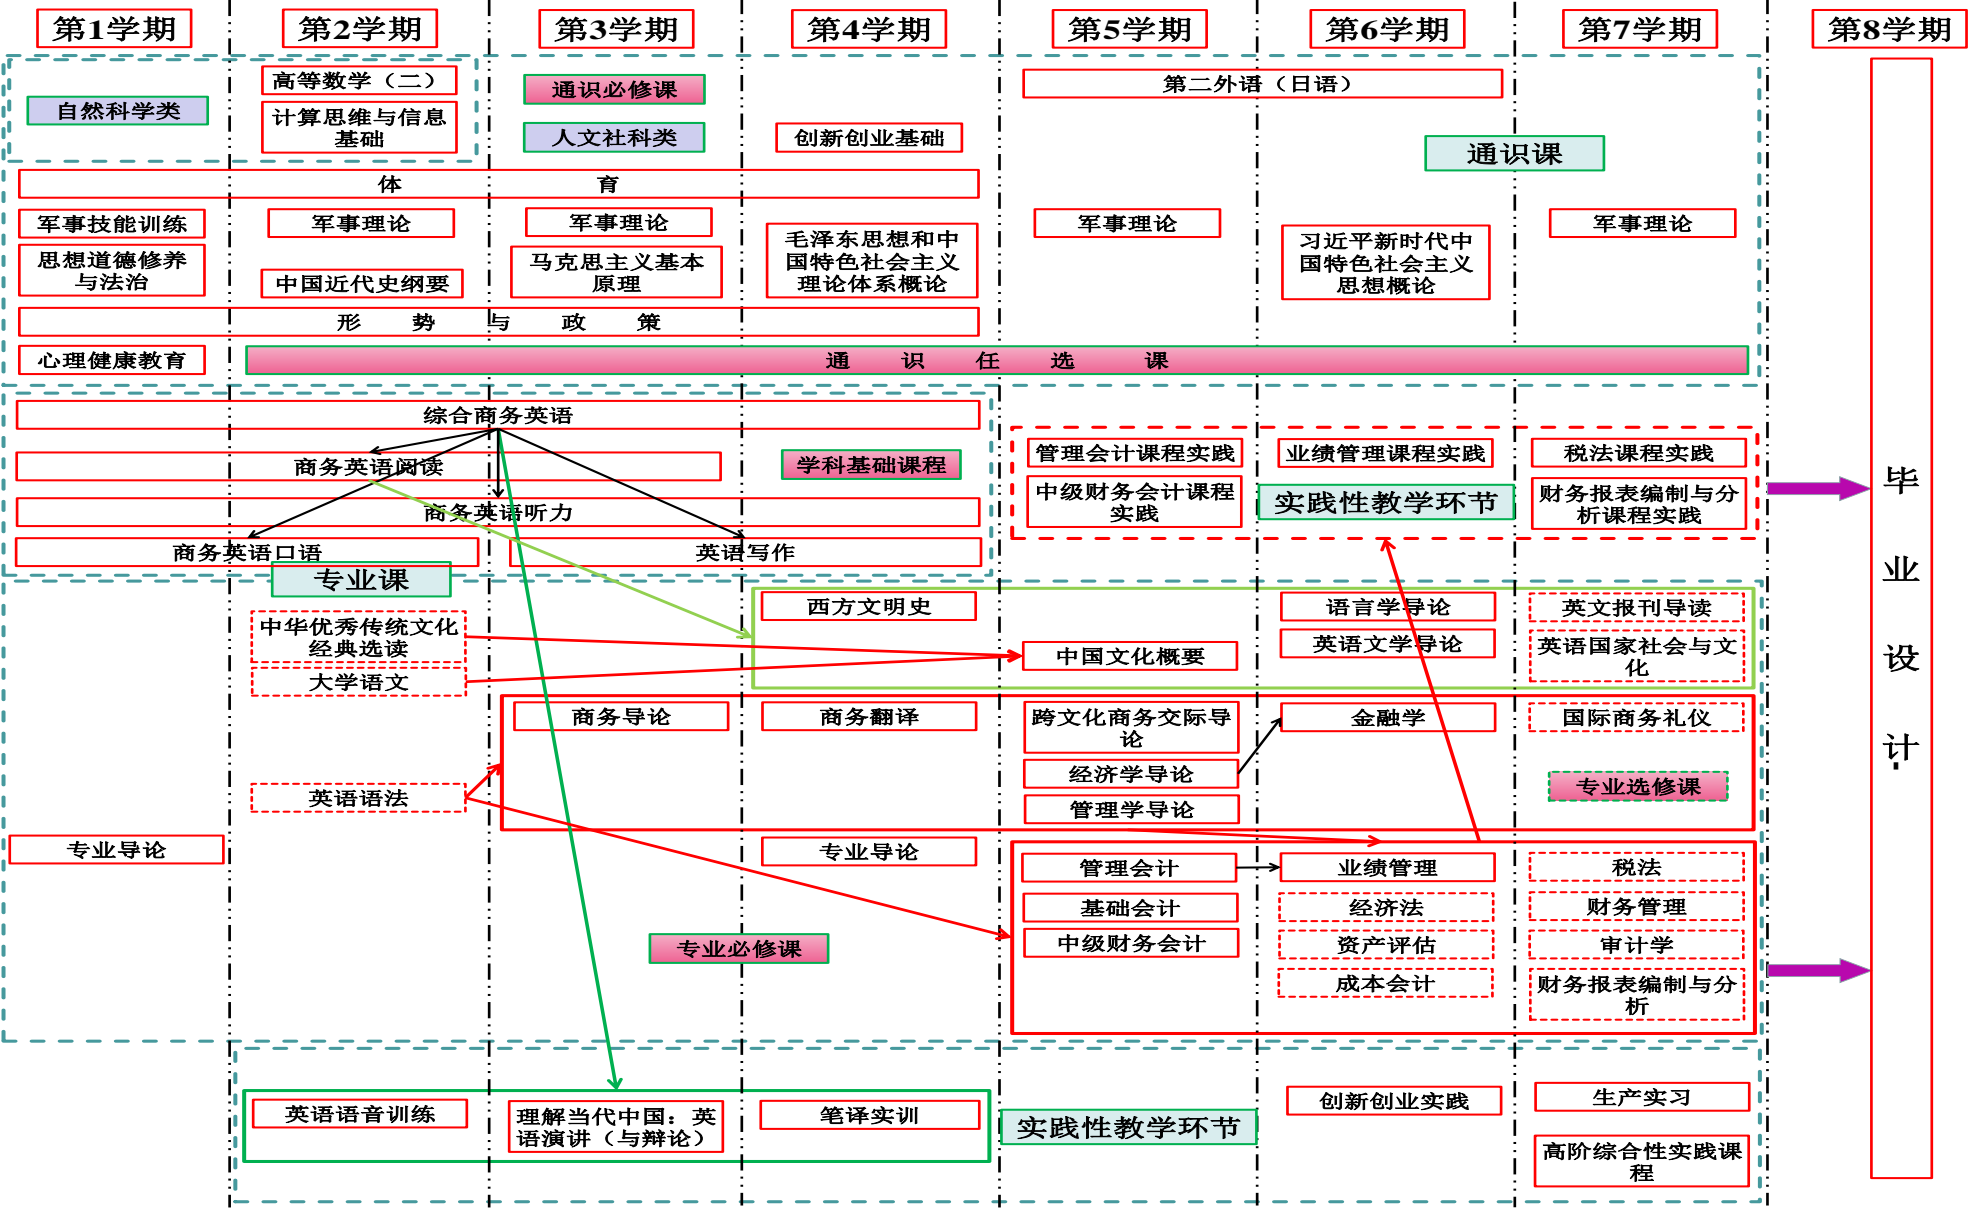 第1学期
第2学期
第3学期
第4学期
第5学期
第6学期
第7学期
第8学期
自然科学类
高等数学（二）
计算思维与信息
基础
通识必修课
人文社科类
创新创业基础
第二外语（日语）
通识课
体 育
军事技能训练
军事理论
军事理论
军事理论
军事理论
思想道德修养
与法治
中国近代史纲要
马克思主义基本
原理
毛泽东思想和中
国特色社会主义
理论体系概论
习近平新时代中
国特色社会主义
思想概论
形 势 与 政 策
心理健康教育
通 识 任 选 课
综合商务英语
商务英语阅读
学科基础课程
商务英语听力
商务英语口语
英语写作
管理会计课程实践
业绩管理课程实践
税法课程实践
中级财务会计课程
实践
实践性教学环节
财务报表编制与分
析课程实践
专业课
中华优秀传统文化
经典选读
大学语文
西方文明史
中国文化概要
语言学导论
英语文学导论
英文报刊导读
英语国家社会与文
化
商务导论
商务翻译
跨文化商务交际导
论
经济学导论
管理学导论
金融学
国际商务礼仪
专业选修课
英语语法
专业导论
专业导论
管理会计
基础会计
中级财务会计
业绩管理
经济法
资产评估
成本会计
税法
财务管理
审计学
财务报表编制与分
析
专业必修课
英语语音训练
理解当代中国：英
语演讲（与辩论）
笔译实训
实践性教学环节
创新创业实践
生产实习
高阶综合性实践课
程
毕
业
设
计